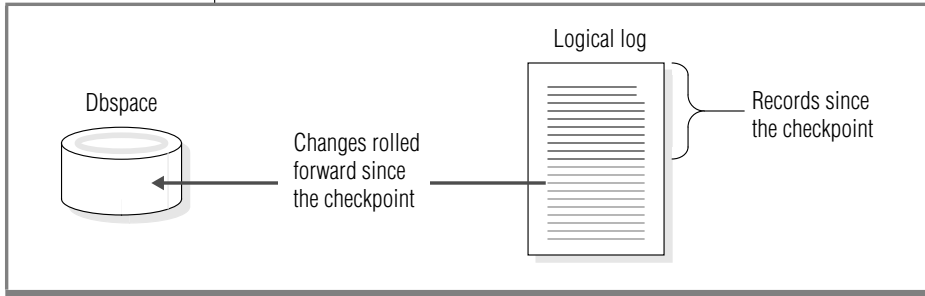 Logical log
Dbspace
Changes rolled
forward since
the checkpoint
Records since
the checkpoint